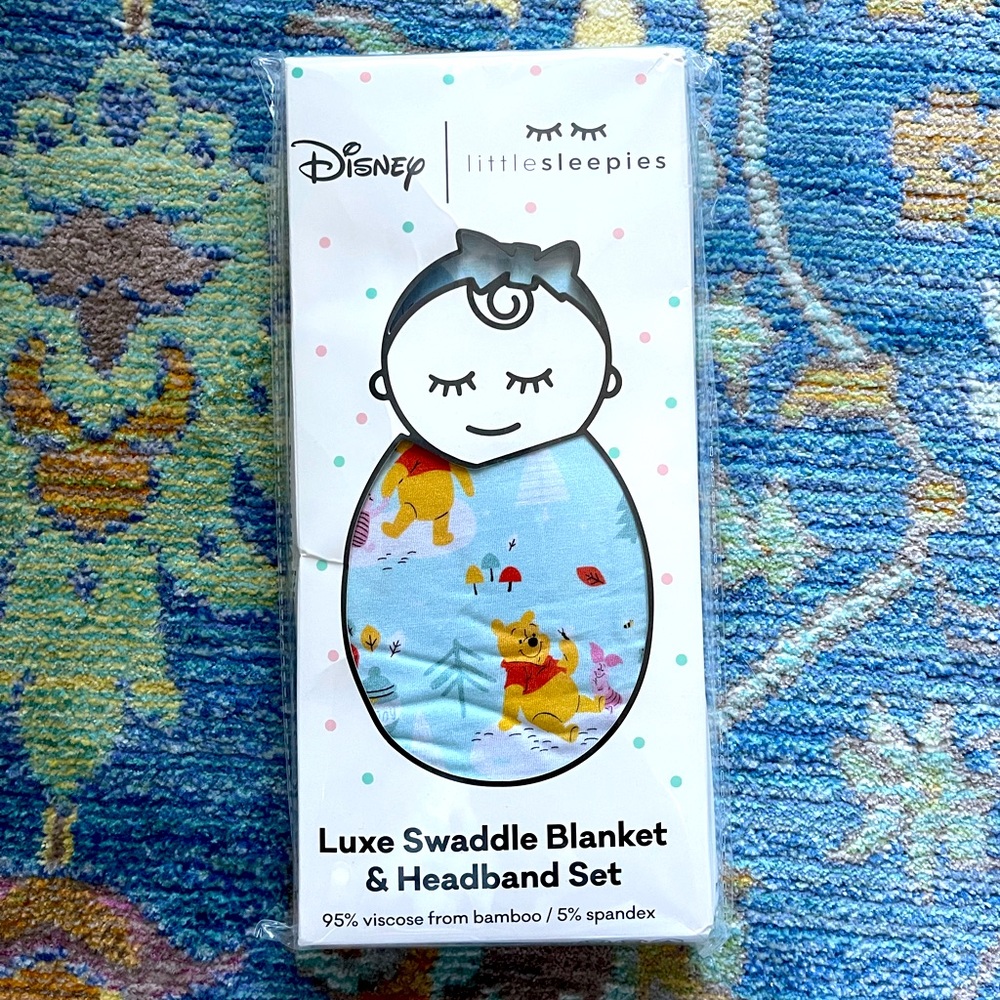 Disney | littlesleepies
Luxe Swaddle Blanket
& Headband Set
95% viscose from bamboo / 5% spandex